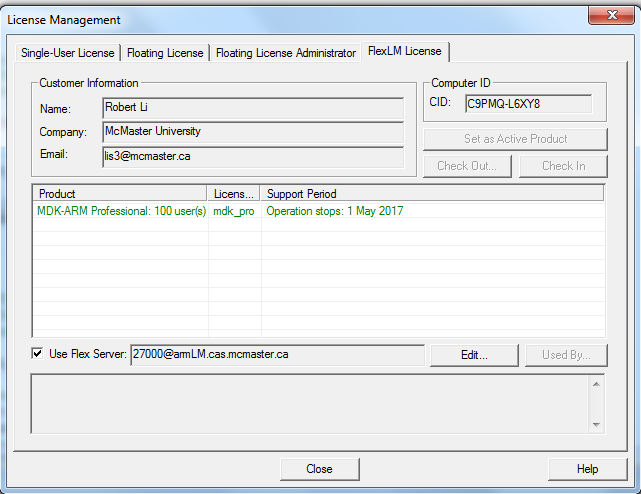 License Management
Single-User License Floating License Floating License Administrator FlexLM License
Customer Information
Name: Robert Li
Company: McMaster University
Email: lis3@mcmaster.ca
Computer ID
CID: C9PMQ-L6XY8
Set as Active Product
Check Out... Check In
Product Licens... Support Period
MDK-ARM Professional: 100 user(s) mdk_pro Operation stops: 1 May 2017
Use Flex Server: 27000@armLM.cas.mcmaster.ca Edit... Used By...
Close Help